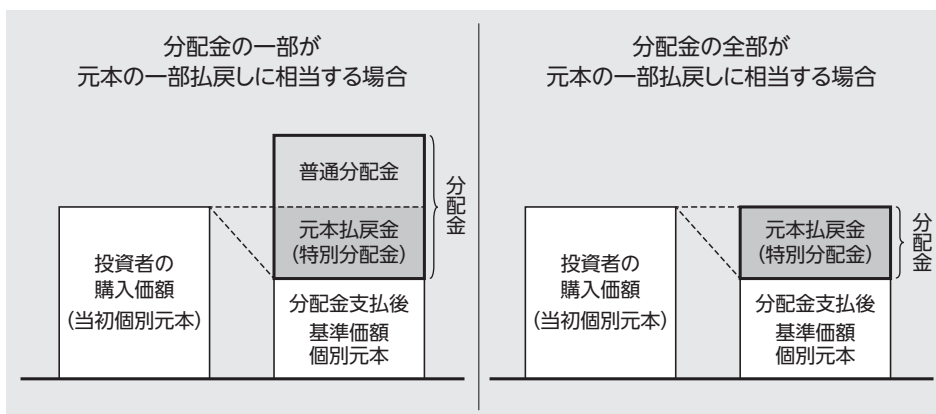 分配金の一部が
元本の一部払戻しに相当する場合
普通分配金
元本払戻金
(特別分配金)
分配金
投資者の
購入価額
(当初個別元本)
分配金支払後
基準価額
個別元本
分配金の全部が
元本の一部払戻しに相当する場合
元本払戻金
(特別分配金)
分配金
投資者の
購入価額
(当初個別元本)
分配金支払後
基準価額
個別元本